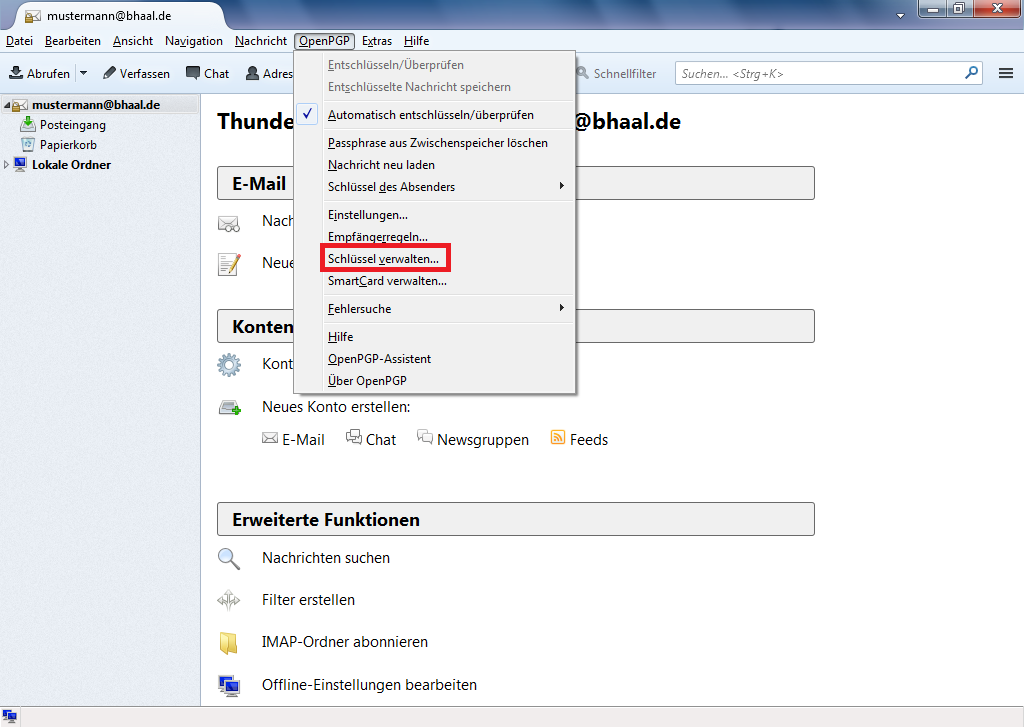 mustermann@bhaal.de
Datei Bearbeiten Ansicht Navigation Nachricht OpenPGP Extras Hilfe
Abrufen Verfassen Chat Adres Schnellfilter Suchen... <Strg+K>
mustermann@bhaal.de
Posteingang
Papierkorb
Lokale Ordner
Entschlüsseln/Überprüfen
Entschlüsselte Nachricht speichern
Automatisch entschlüsseln/überprüfen
Passphrase aus Zwischenspeicher löschen
Nachricht neu laden
Schlüssel des Absenders
Einstellungen...
Empfängerregeln...
Schlüssel verwalten...
SmartCard verwalten...
Fehlersuche
Hilfe
OpenPGP-Assistent
Über OpenPGP
Thunde @bhaal.de
E-Mail
Nach
Neue
Konten
Kont
Neues Konto erstellen:
E-Mail Chat Newsgruppen Feeds
Erweiterte Funktionen
Nachrichten suchen
Filter erstellen
IMAP-Ordner abonnieren
Offline-Einstellungen bearbeiten